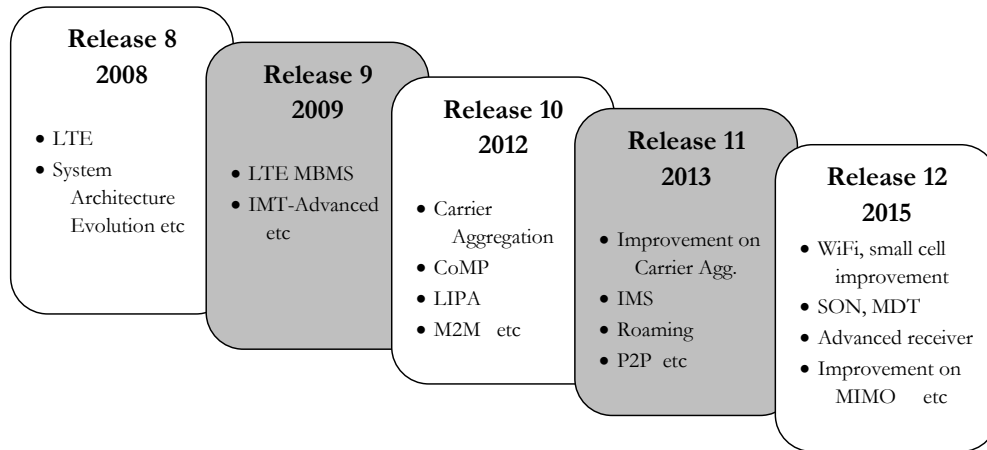 Release 8
2008
• LTE
• System
Architecture
Evolution etc
Release 9
2009
• LTE MBMS
• IMT-Advanced
etc
Release 10
2012
• Carrier
Aggregation
• CoMP
• LIPA
• M2M etc
Release 11
2013
• Improvement on
Carrier Agg.
• IMS
• Roaming
• P2P etc
Release 12
2015
• WiFi, small cell
improvement
• SON, MDT
• Advanced receiver
• Improvement on
MIMO etc